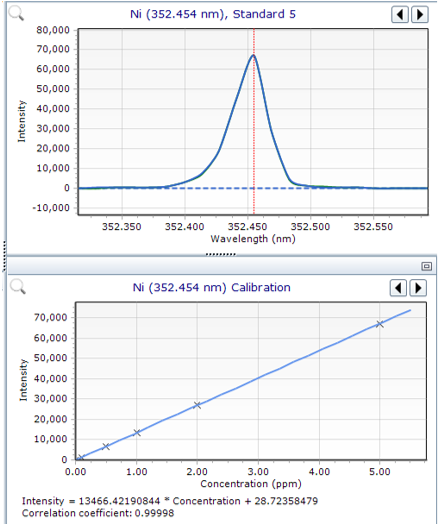 Ni (352.454 nm), Standard 5
80,000
70,000
60,000
50,000
40,000
30,000
20,000
10,000
0
-10,000
Intensity
352.350 352.400 352.450 352.500 352.550
Wavelength (nm)
Ni (352.454 nm) Calibration
70,000
60,000
50,000
40,000
30,000
20,000
10,000
0
Intensity
0.00 1.00 2.00 3.00 4.00 5.00
Concentration (ppm)
Intensity = 13466.42190844 * Concentration + 28.72358479
Correlation coefficient: 0.99998